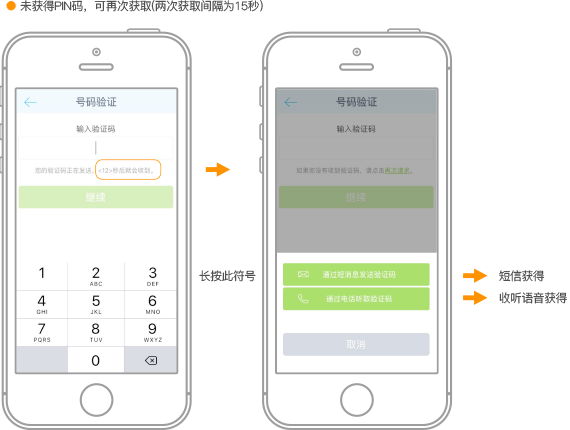 未获得PIN码，可再次获取(两次获取间隔为15秒)
号码验证
输入验证码
您的验证码正在发送，<12>秒后就会收到。
继续
1
2 ABC
3 DEF
4 GHI
5 JKL
6 MNO
7 PQRS
8 TUV
9 WXYZ
0
长按此符号
号码验证
输入验证码
如果你没有收到验证码，请点击再次请求。
继续
通过短消息发送验证码
通过电话听取验证码
取消
短信获得
收听语音获得